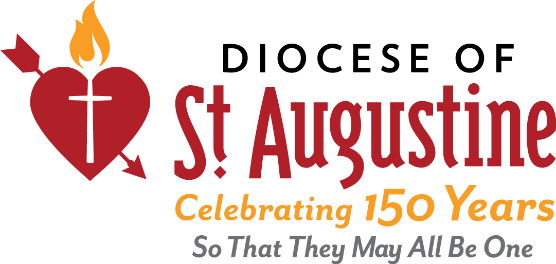 DIOCESE OF
St. Augustine
Celebrating 150 Years
So That They May All Be One